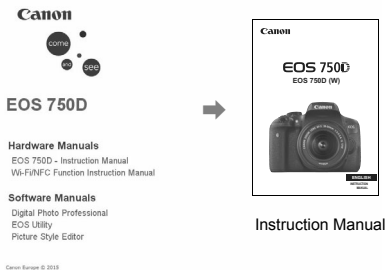 Canon
come
and
see
EOS 750D
Hardware Manuals
EOS 750D - Instruction Manual
Wi-Fi/NFC Function Instruction Manual
Software Manuals
Digital Photo Professional
EOS Utility
Picture Style Editor
Canon Europe © 2015
Canon
EOS 750D
EOS 750D (W)
Canon
ENGLISH
INSTRUCTION
MANUAL
Instruction Manual